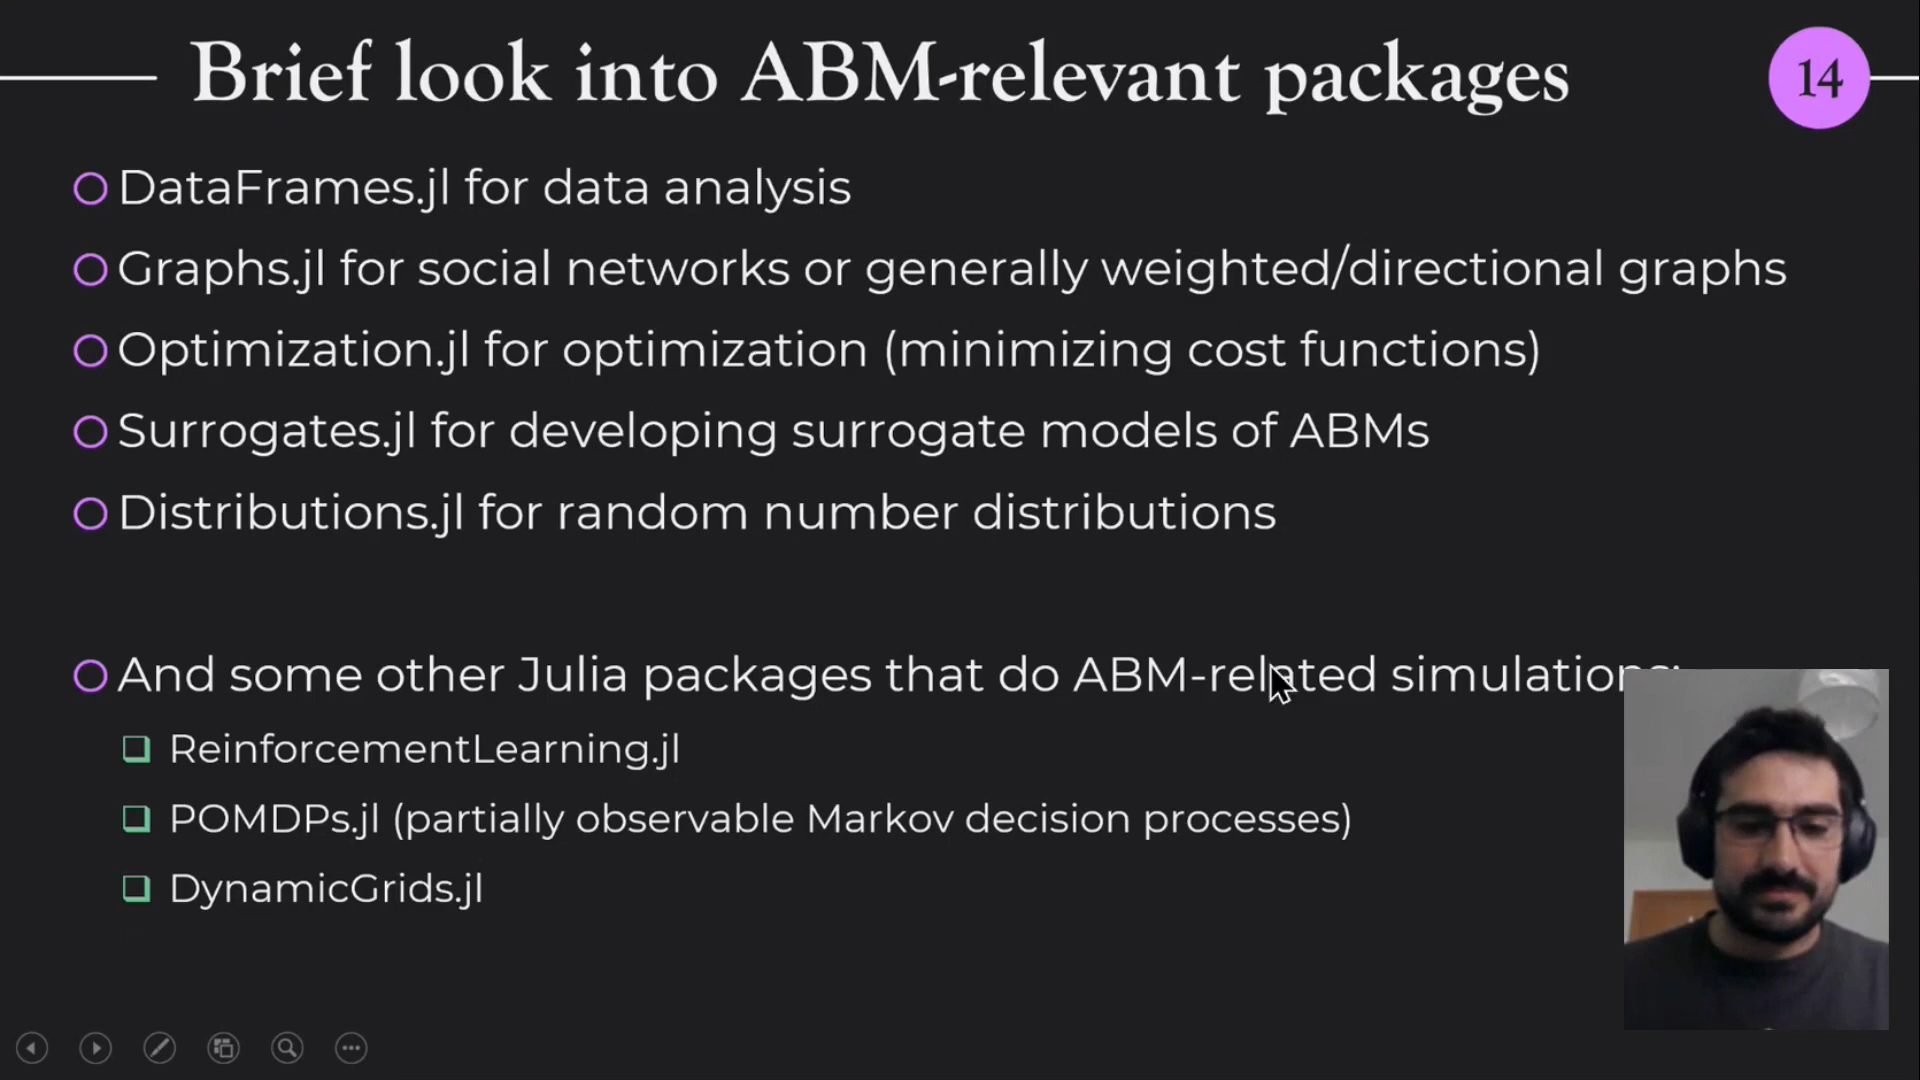 Brief look into ABM-relevant packages
14
DataFrames.jl for data analysis
Graphs.jl for social networks or generally weighted/directional graphs
Optimization.jl for optimization (minimizing cost functions)
Surrogates.jl for developing surrogate models of ABMs
Distributions.jl for random number distributions
And some other Julia packages that do ABM-related simulations:
ReinforcementLearning.jl
POMDPs.jl (partially observable Markov decision processes)
DynamicGrids.jl